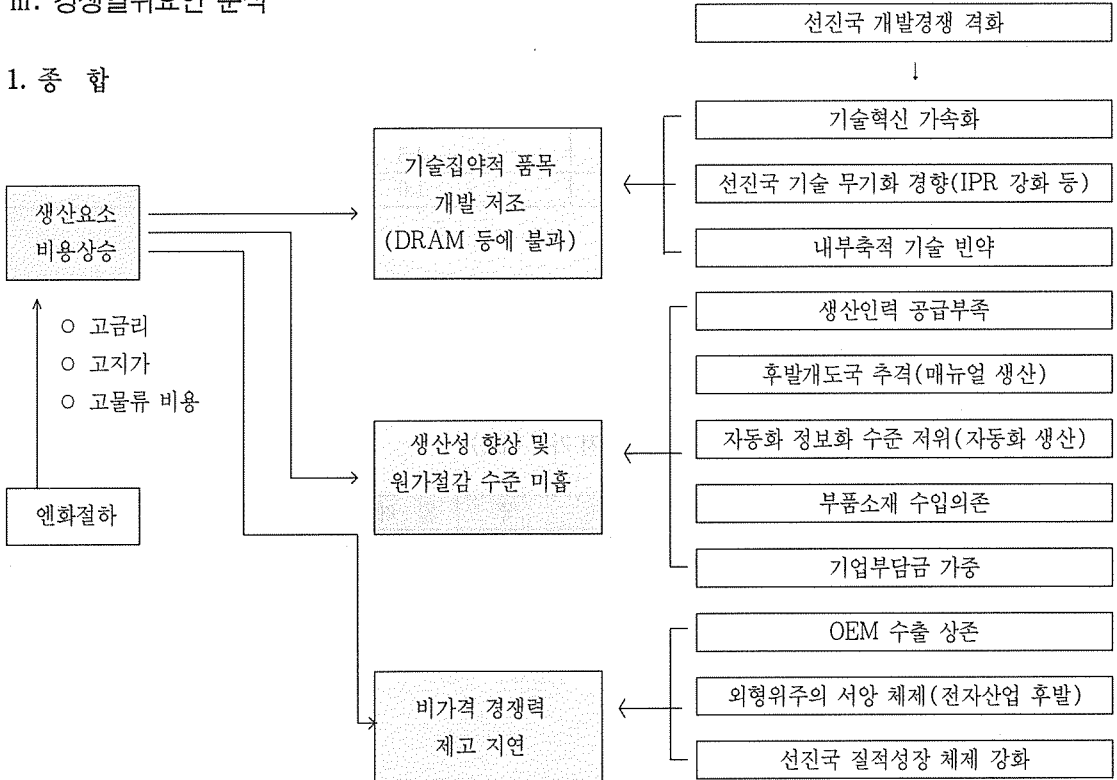 Ⅲ. 경쟁열위요인 분석
1. 종 합
생산요소
비용상승
○ 고금리
○ 고지가
○ 고물류 비용
엔화절하
기술집약적 품목
개발 저조
(DRAM 등에 불과)
생산성 향상 및
원가절감 수준 미흡
비가격 경쟁력
제고 지연
선진국 개발경쟁 격화
↓
기술혁신 가속화
선진국 기술 무기화 경향(IPR 강화 등)
내부축적 기술 빈약
생산인력 공급부족
후발개도국 추격(매뉴얼 생산)
자동화 정보화 수준 저위(자동화 생산)
부품소재 수입의존
기업부담금 가중
OEM 수출 상존
외형위주의 서앙 체제(전자산업 후발)
선진국 질적성장 체제 강화